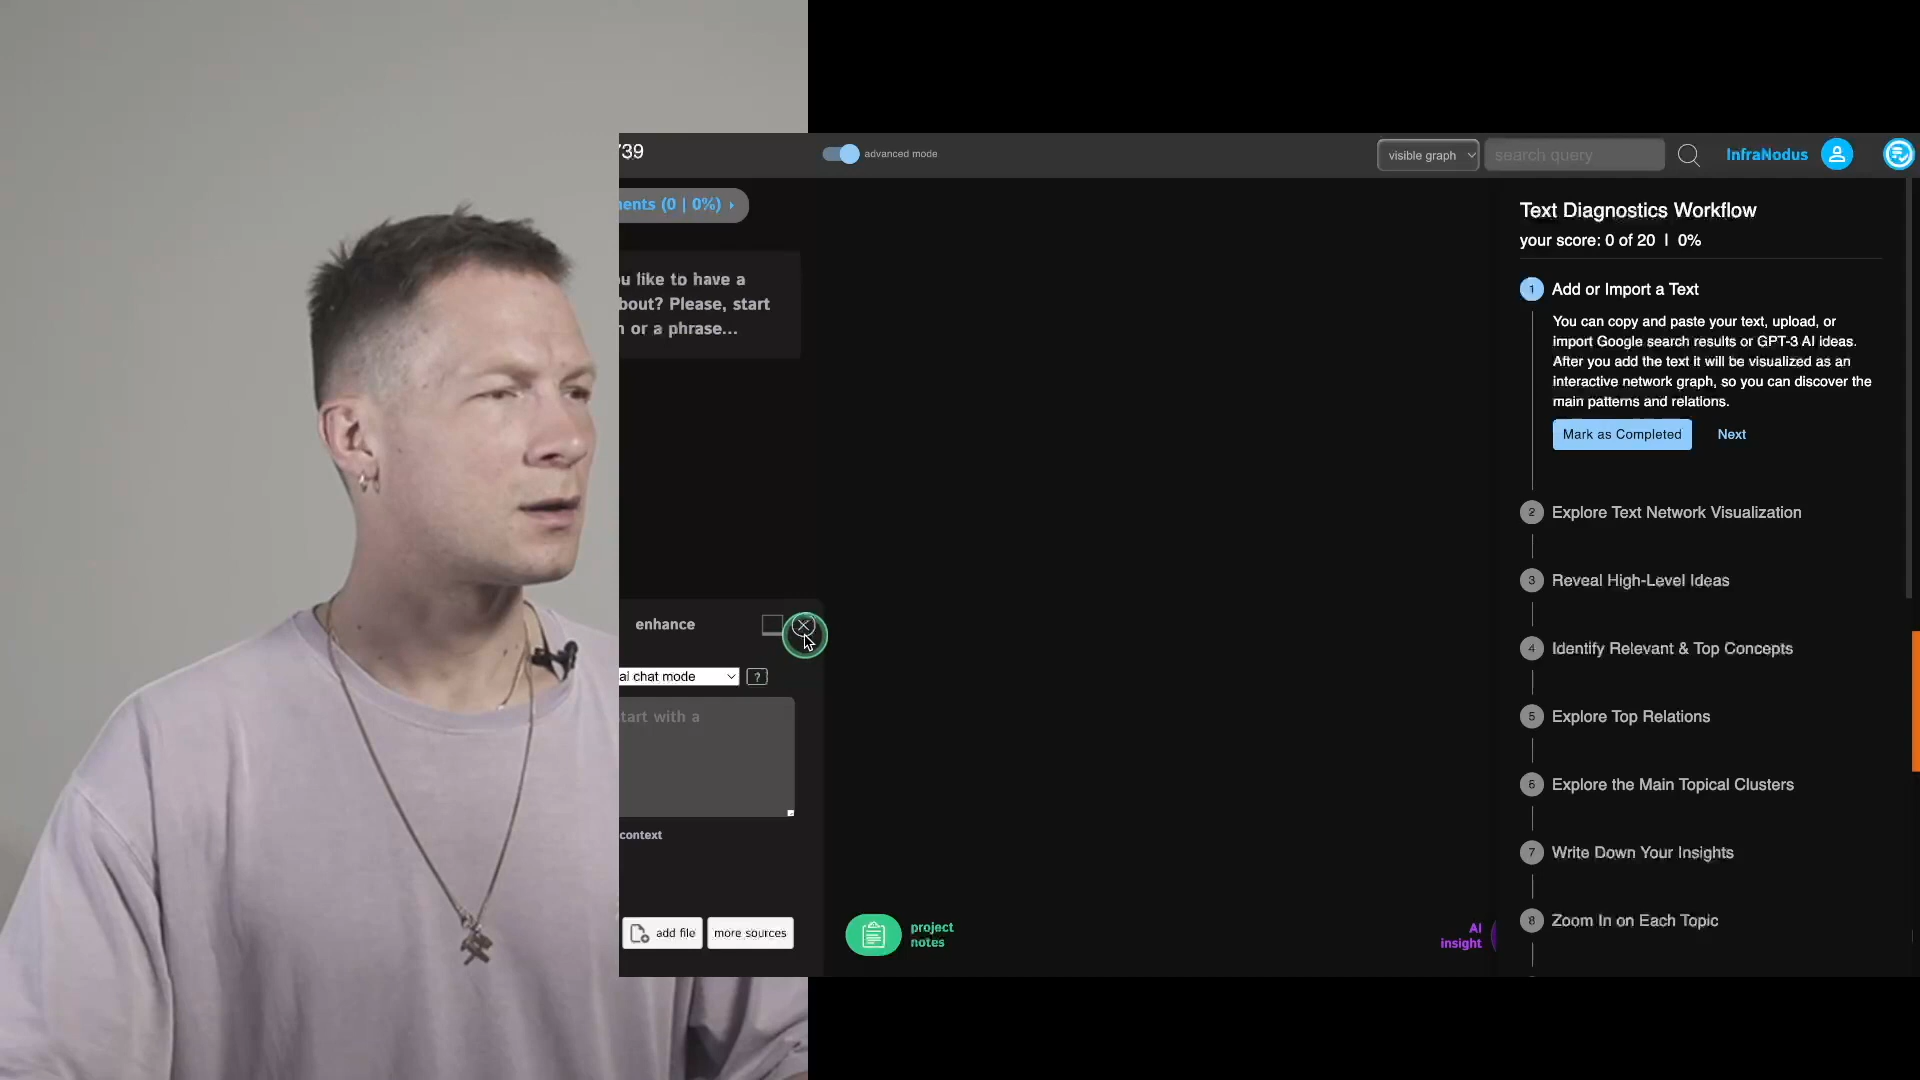 739
advanced mode
visible graph
search query
InfraNodus
ents (0 | 0%)
like to have a
bout? Please, start
or a phrase...
enhance
ai chat mode
?
start with a
context
add file
more sources
project
notes
AI
insight
Text Diagnostics Workflow
your score: 0 of 20 | 0%
1 Add or Import a Text
You can copy and paste your text, upload, or
import Google search results or GPT-3 AI ideas.
After you add the text it will be visualized as an
interactive network graph, so you can discover the
main patterns and relations.
Mark as Completed Next
2 Explore Text Network Visualization
3 Reveal High-Level Ideas
4 Identify Relevant & Top Concepts
5 Explore Top Relations
6 Explore the Main Topical Clusters
7 Write Down Your Insights
8 Zoom In on Each Topic